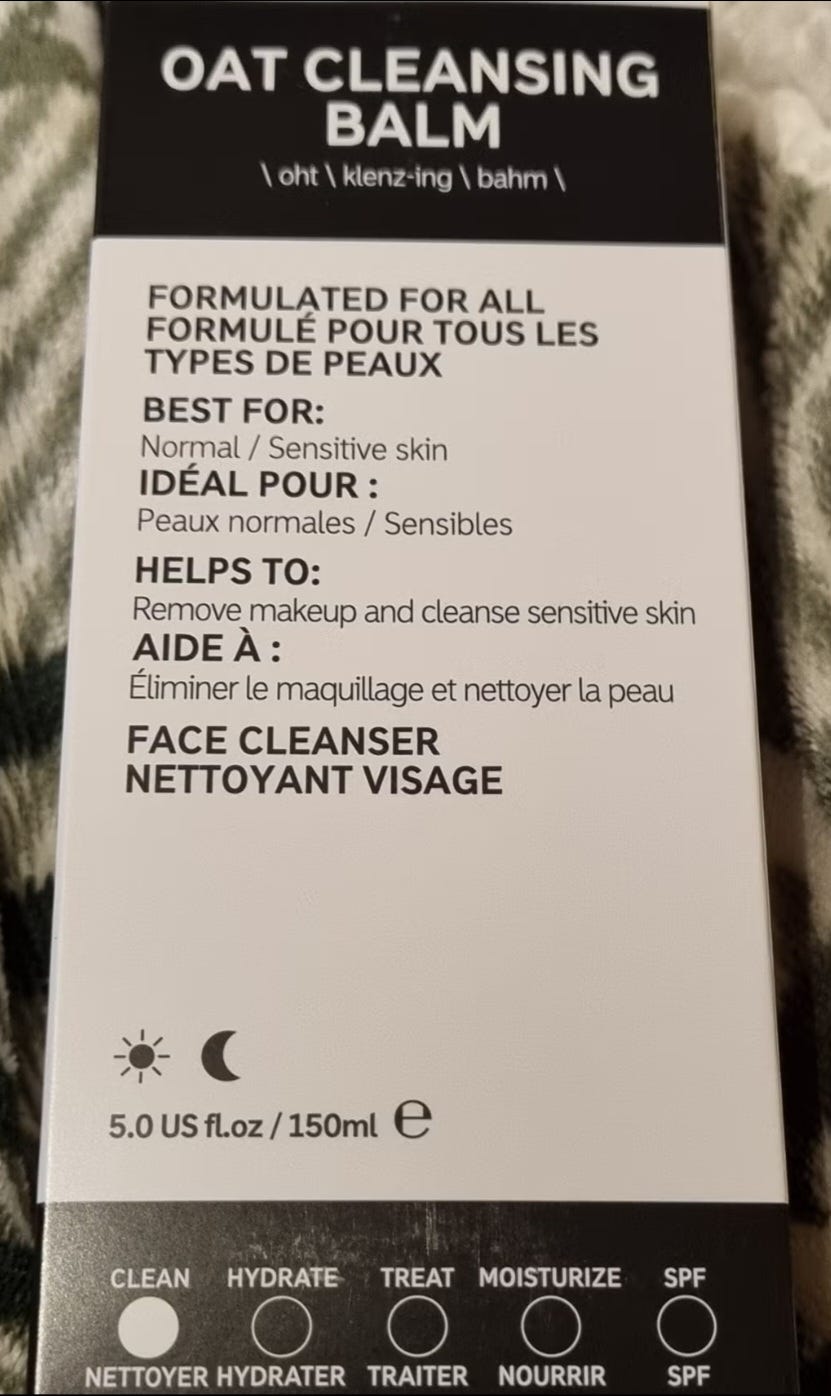 OAT CLEANSING
BALM
\ oht \ klenz-ing \ bahm \
FORMULATED FOR ALL
FORMULÉ POUR TOUS LES
TYPES DE PEAUX
BEST FOR:
Normal / Sensitive skin
IDÉAL POUR :
Peaux normales / Sensibles
HELPS TO:
Remove makeup and cleanse sensitive skin
AIDE À :
Éliminer le maquillage et nettoyer la peau
FACE CLEANSER
NETTOYANT VISAGE
5.0 US fl.oz / 150ml ℮
CLEAN HYDRATE TREAT MOISTURIZE SPF
NETTOYER HYDRATER TRAITER NOURRIR SPF